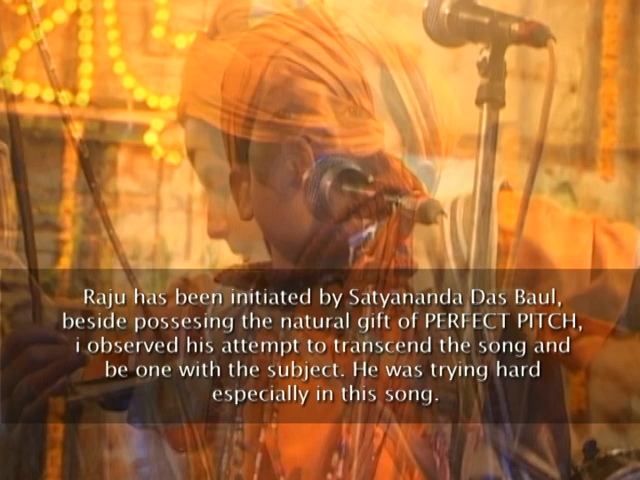 Raju has been initiated by Satyananda Das Baul,
beside possesing the natural gift of PERFECT PITCH,
i observed his attempt to transcend the song and
be one with the subject. He was trying hard
especially in this song.